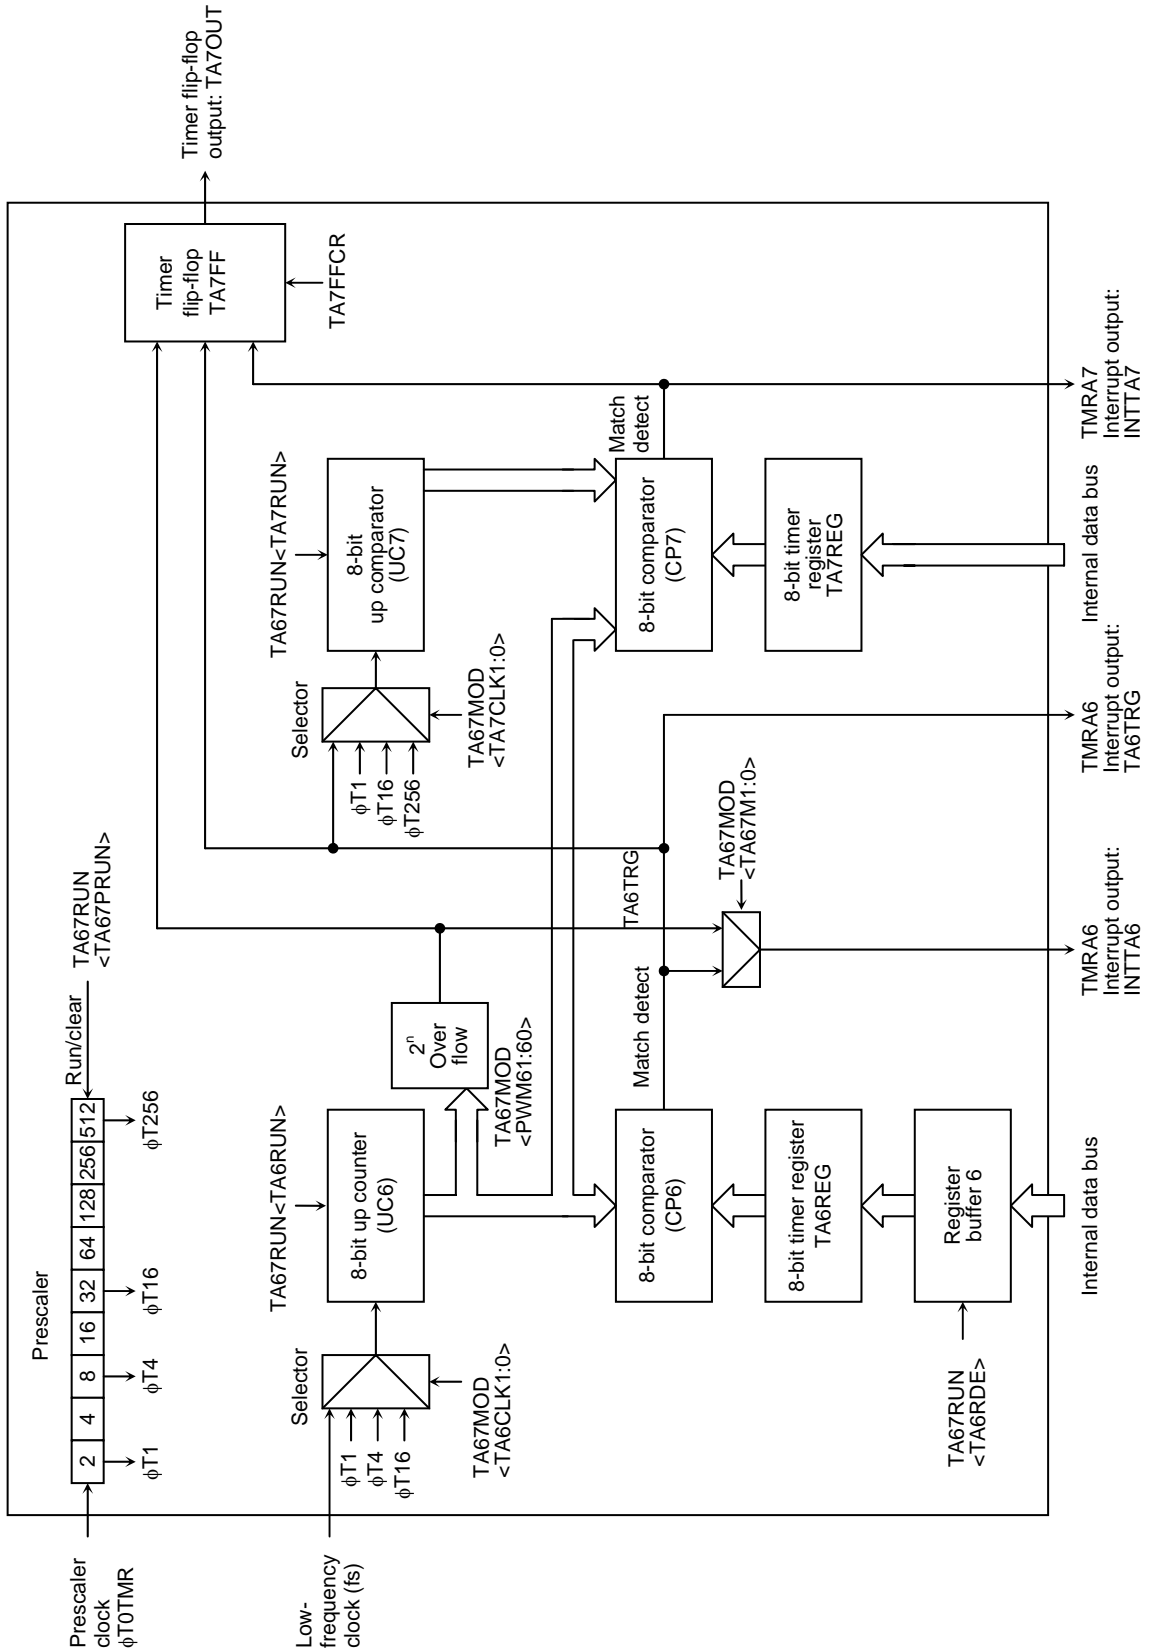 Prescaler
Prescaler
clock
φT0TMR
2 4 8 16 32 64 128 256 512
Run/clear
TA67RUN
<TA67PRUN>
φT1
φT4
φT16
φT256
Low-
frequency
clock (fs)
Selector
φT1
φT4
φT16
TA67MOD
<TA6CLK1:0>
TA67RUN<TA6RUN>
8-bit up counter
(UC6)
2ⁿ
Over
flow
TA67MOD
<PWM61:60>
Selector
φT1
φT16
φT256
TA67MOD
<TA7CLK1:0>
TA67RUN<TA7RUN>
8-bit
up comparator
(UC7)
Timer
flip-flop
TA7FF
TA7FFCR
Timer flip-flop
output: TA7OUT
8-bit comparator
(CP6)
Match detect
TA6TRG
TA67MOD
<TA67M1:0>
8-bit comparator
(CP7)
Match
detect
8-bit timer register
TA6REG
8-bit timer
register
TA7REG
Register
buffer 6
TA67RUN
<TA6RDE>
Internal data bus
TMRA6
Interrupt output:
INTTA6
TMRA6
Interrupt output:
TA6TRG
Internal data bus
TMRA7
Interrupt output:
INTTA7